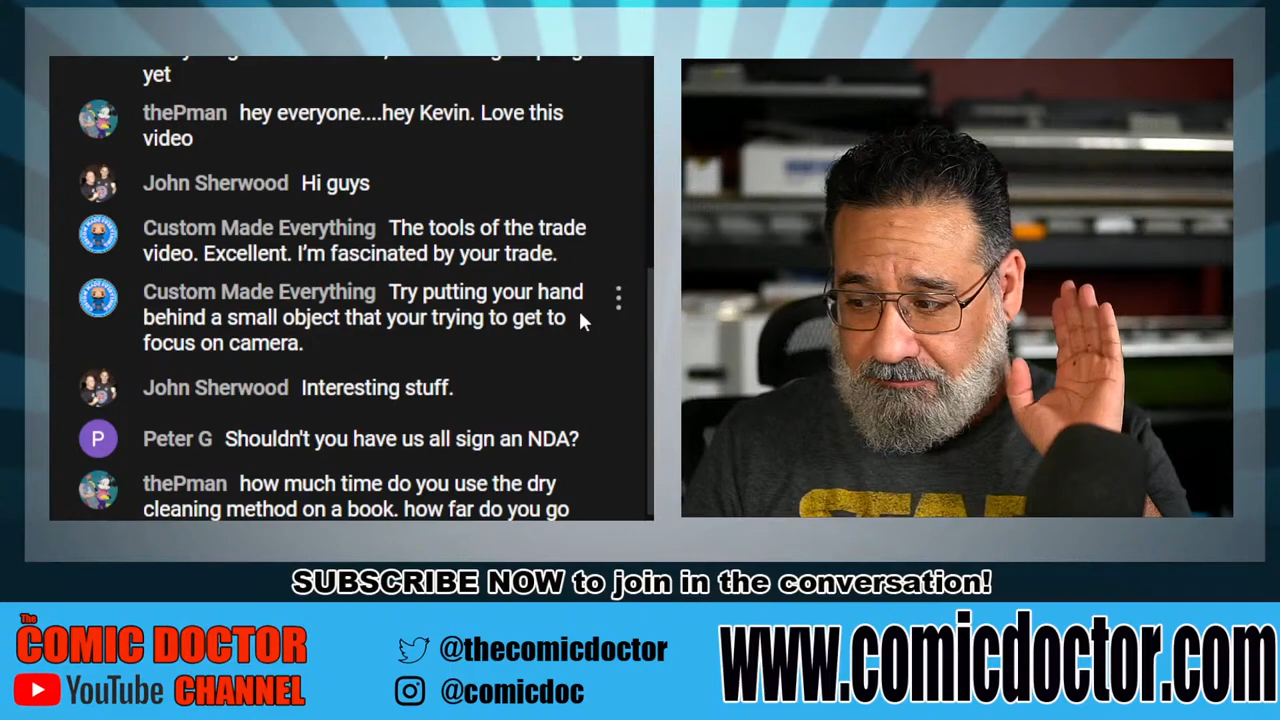 yet
thePman hey everyone....hey Kevin. Love this
video
John Sherwood Hi guys
Custom Made Everything The tools of the trade
video. Excellent. I'm fascinated by your trade.
Custom Made Everything Try putting your hand
behind a small object that your trying to get to
focus on camera.
John Sherwood Interesting stuff.
P Peter G Shouldn't you have us all sign an NDA?
thePman how much time do you use the dry
cleaning method on a book. how far do you go
SUBSCRIBE NOW to join in the conversation!
The
COMIC DOCTOR
YouTube CHANNEL
@thecomicdoctor
@comicdoc
www.comicdoctor.com